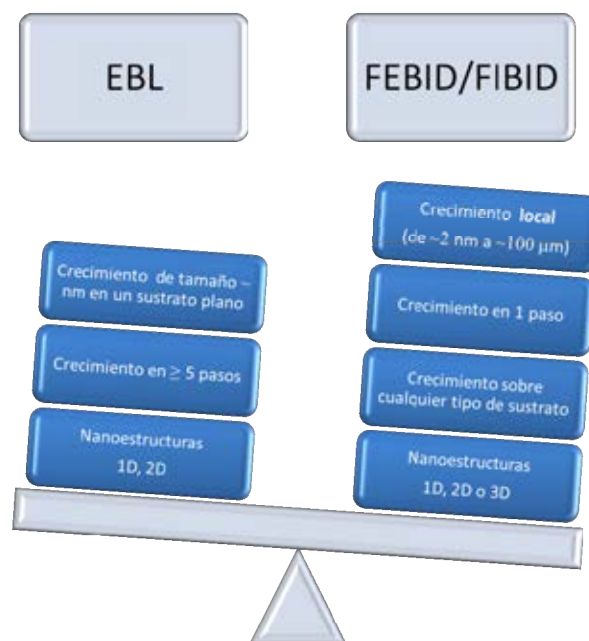 EBL
FEBID/FIBID
Crecimiento de tamaño ~
nm en un sustrato plano
Crecimiento en ≥ 5 pasos
Nanoestructuras
1D, 2D
Crecimiento local
(de ~2 nm a ~100 μm)
Crecimiento en 1 paso
Crecimiento sobre
cualquier tipo de sustrato
Nanoestructuras
1D, 2D o 3D